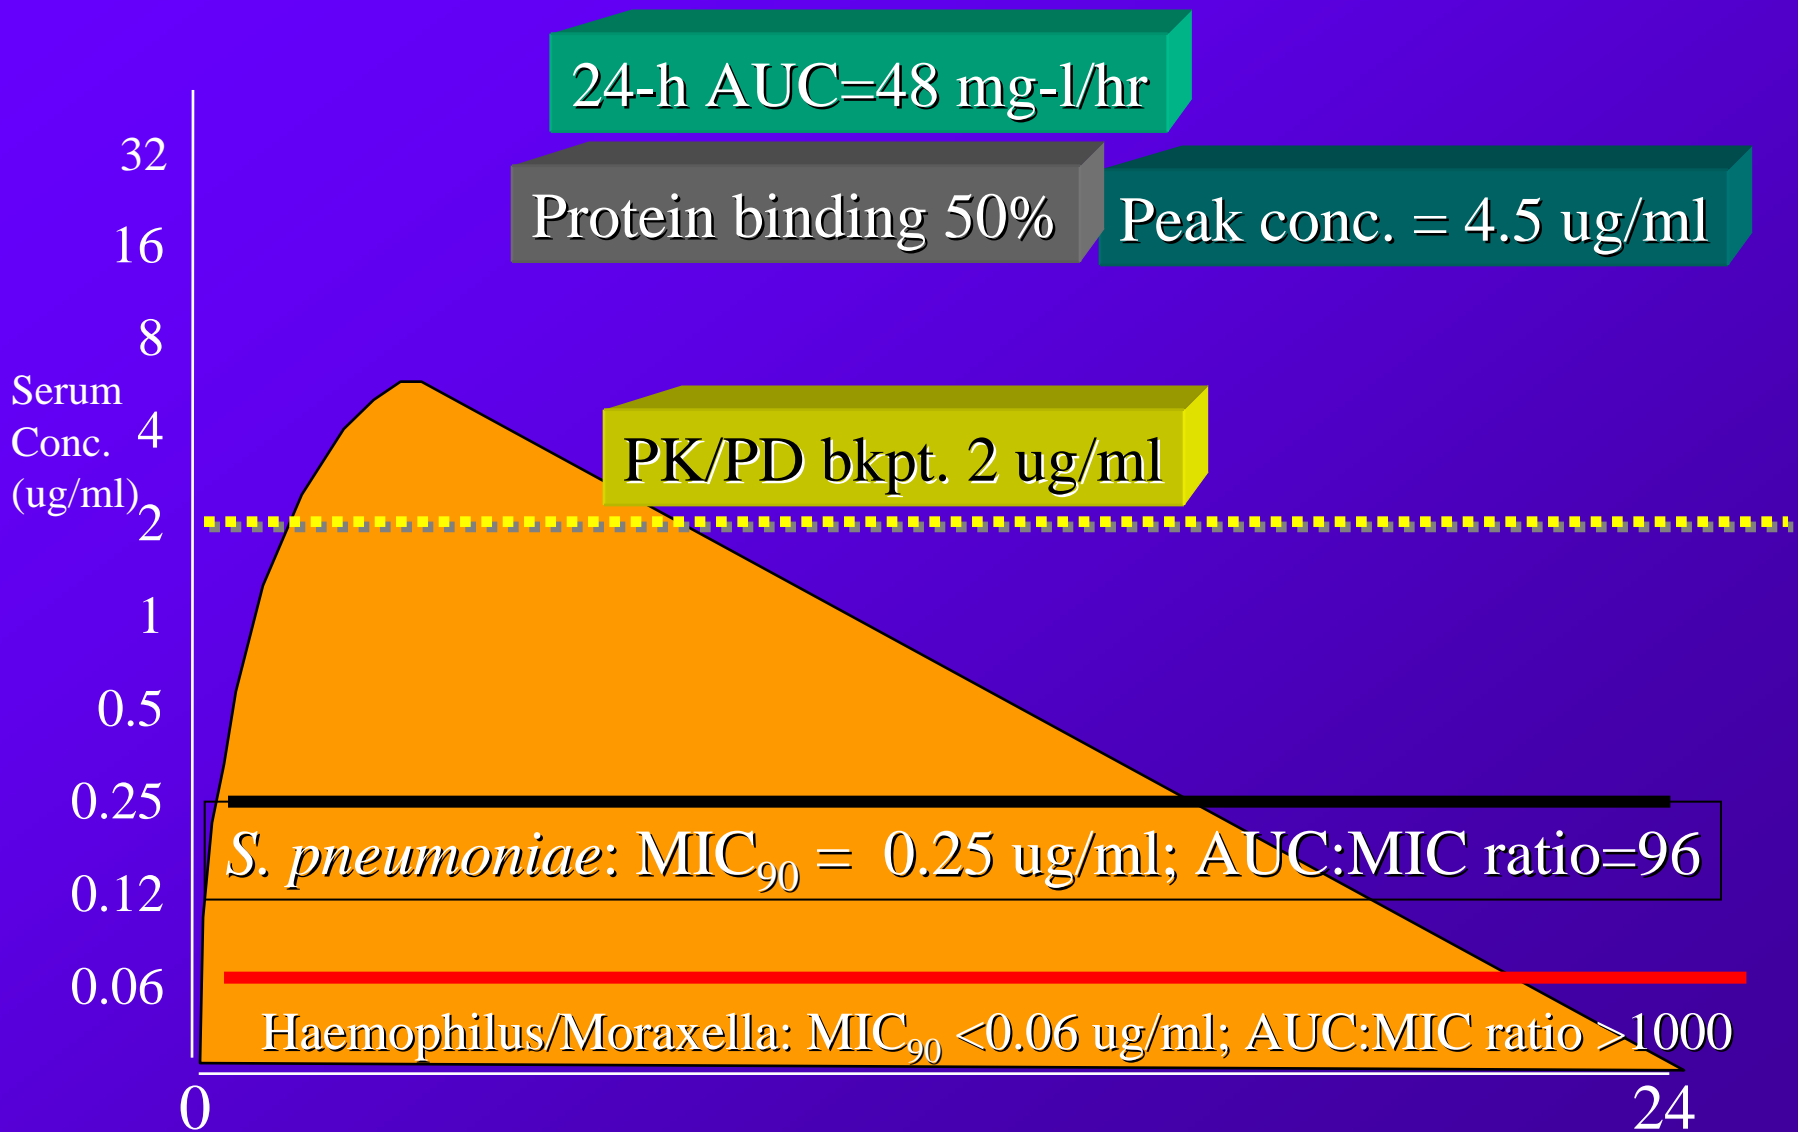 24-h AUC=48 mg-l/hr
Protein binding 50%
Peak conc. = 4.5 ug/ml
32
16
8
Serum
Conc.
(ug/ml)
4
2
1
0.5
0.25
0.12
0.06
PK/PD bkpt. 2 ug/ml
S. pneumoniae: MIC90 = 0.25 ug/ml; AUC:MIC ratio=96
Haemophilus/Moraxella: MIC90 <0.06 ug/ml; AUC:MIC ratio >1000
0
24